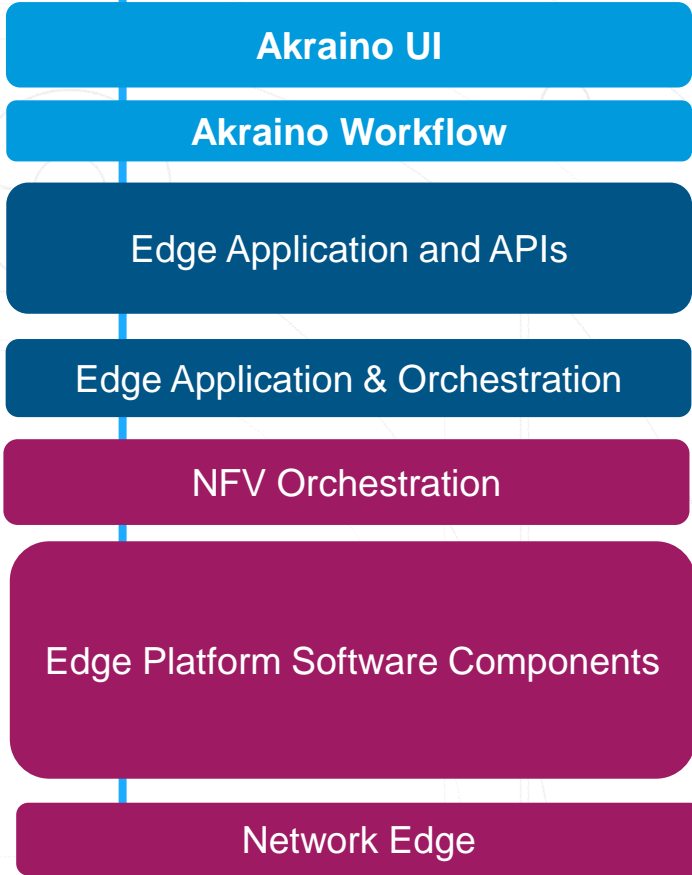 Akraino UI
Akraino Workflow
Edge Application and APIs
Edge Application & Orchestration
NFV Orchestration
Edge Platform Software Components
Network Edge